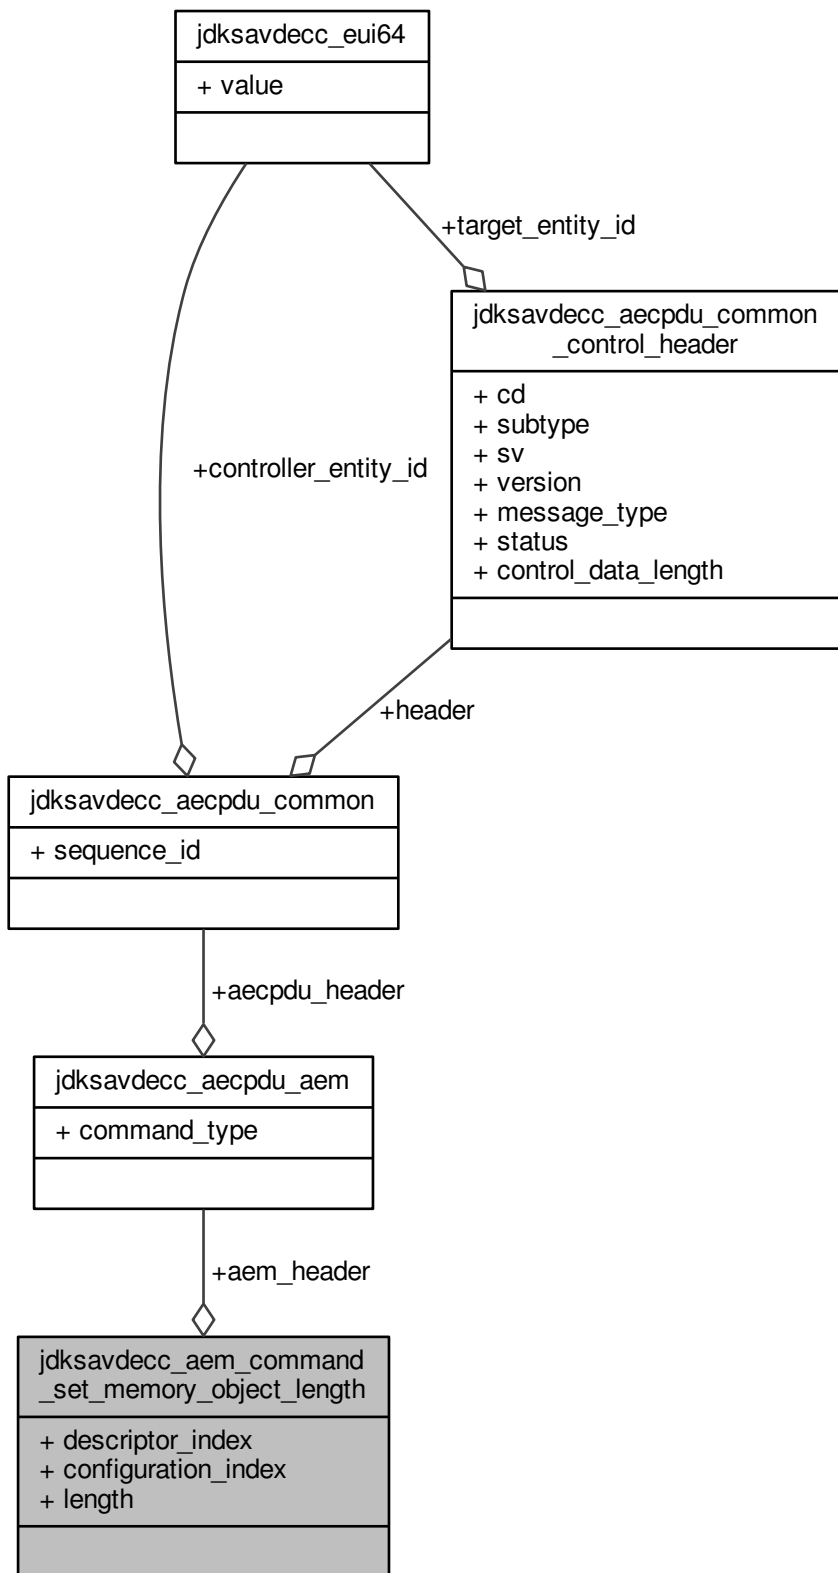 jdksavdecc_eui64
+ value
+target_entity_id
jdksavdecc_aecpdu_common
_control_header
+ cd
+ subtype
+ sv
+ version
+ message_type
+ status
+ control_data_length
+controller_entity_id
+header
jdksavdecc_aecpdu_common
+ sequence_id
+aecpdu_header
jdksavdecc_aecpdu_aem
+ command_type
+aem_header
jdksavdecc_aem_command
_set_memory_object_length
+ descriptor_index
+ configuration_index
+ length